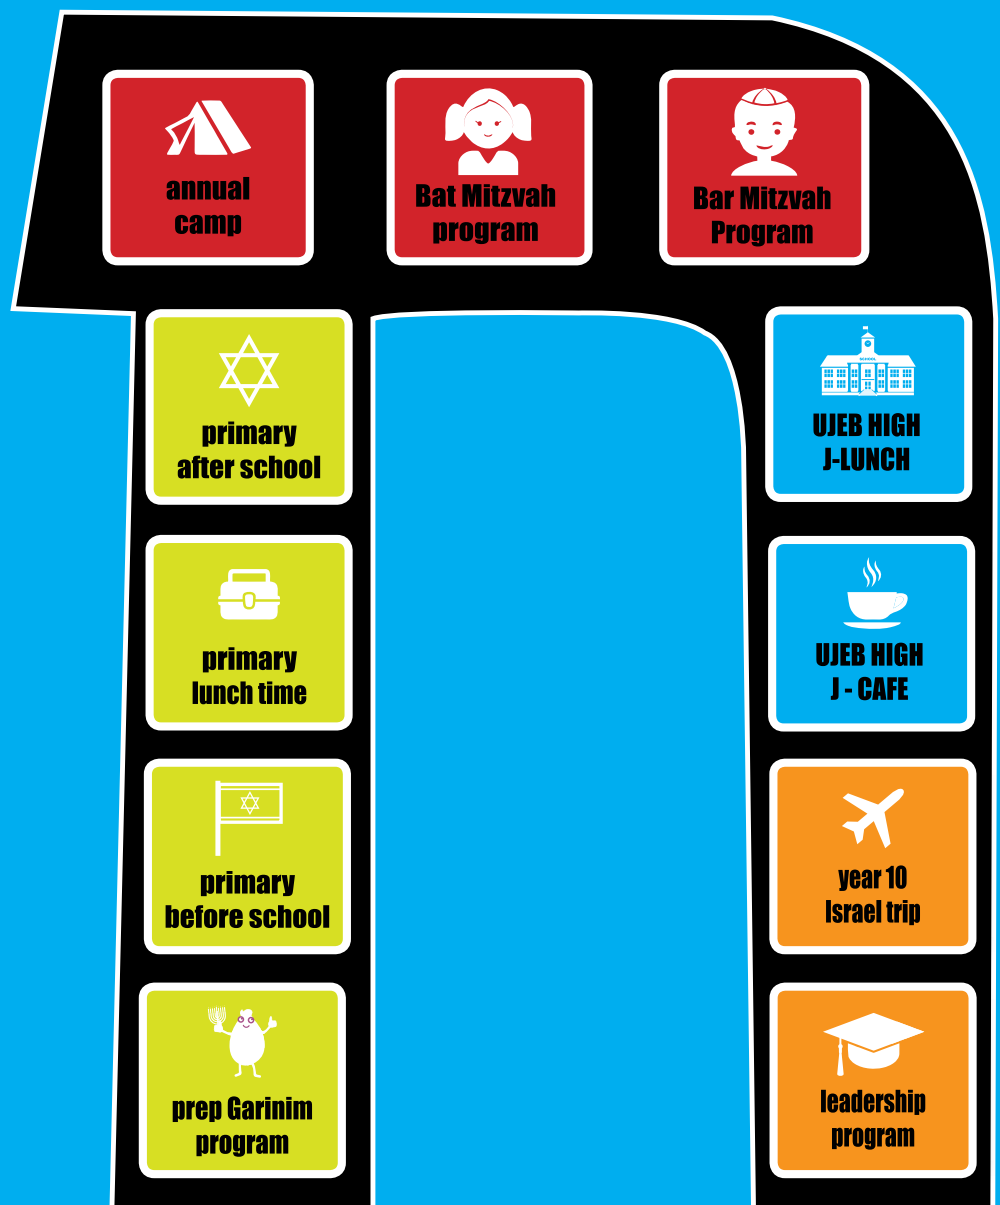 annual
camp
Bat Mitzvah
program
Bar Mitzvah
Program
primary
after school
SCHOOL
UJEB HIGH
J-LUNCH
primary
lunch time
UJEB HIGH
J - CAFE
primary
before school
year 10
Israel trip
prep Garinim
program
leadership
program